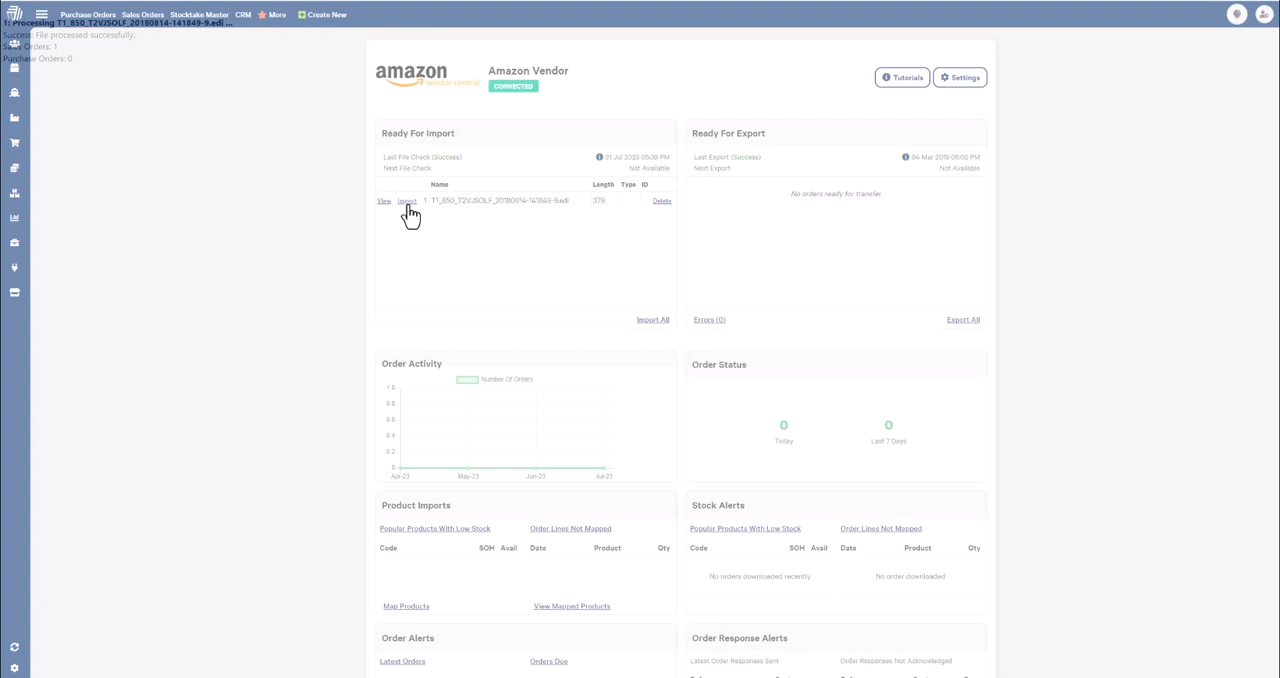 Purchase Orders Sales Orders Stocktake Master CRM More Create New
1: Processing T1_850_T2VJSOLF_20180814-141849-9.edi ...
Success: File processed successfully.
Sales Orders: 1
Purchase Orders: 0
amazon
vendor central
Amazon Vendor
CONNECTED
Tutorials Settings
Ready For Import
Last File Check (Success) 31 Jul 2023 05:39 PM
Next File Check Not Available
Name Length Type ID
View Import 1 T1_850_T2VJSOLF_20180814-141849-9.edi 379 Delete
Import All
Ready For Export
Last Export (Success) 04 Mar 2019 05:02 PM
Next Export Not Available
No orders ready for transfer.
Errors (0) Export All
Order Activity
Number Of Orders
1.0
0.8
0.6
0.4
0.2
0
Apr-23 May-23 Jun-23 Jul-23
Order Status
0 0
Today Last 7 Days
Product Imports
Popular Products With Low Stock Order Lines Not Mapped
Code SOH Avail Date Product Qty
Map Products View Mapped Products
Stock Alerts
Popular Products With Low Stock Order Lines Not Mapped
Code SOH Avail Date Product Qty
No orders downloaded recently No order downloaded
Order Alerts
Latest Orders Orders Due
Order Response Alerts
Latest Order Responses Sent Order Responses Not Acknowledged